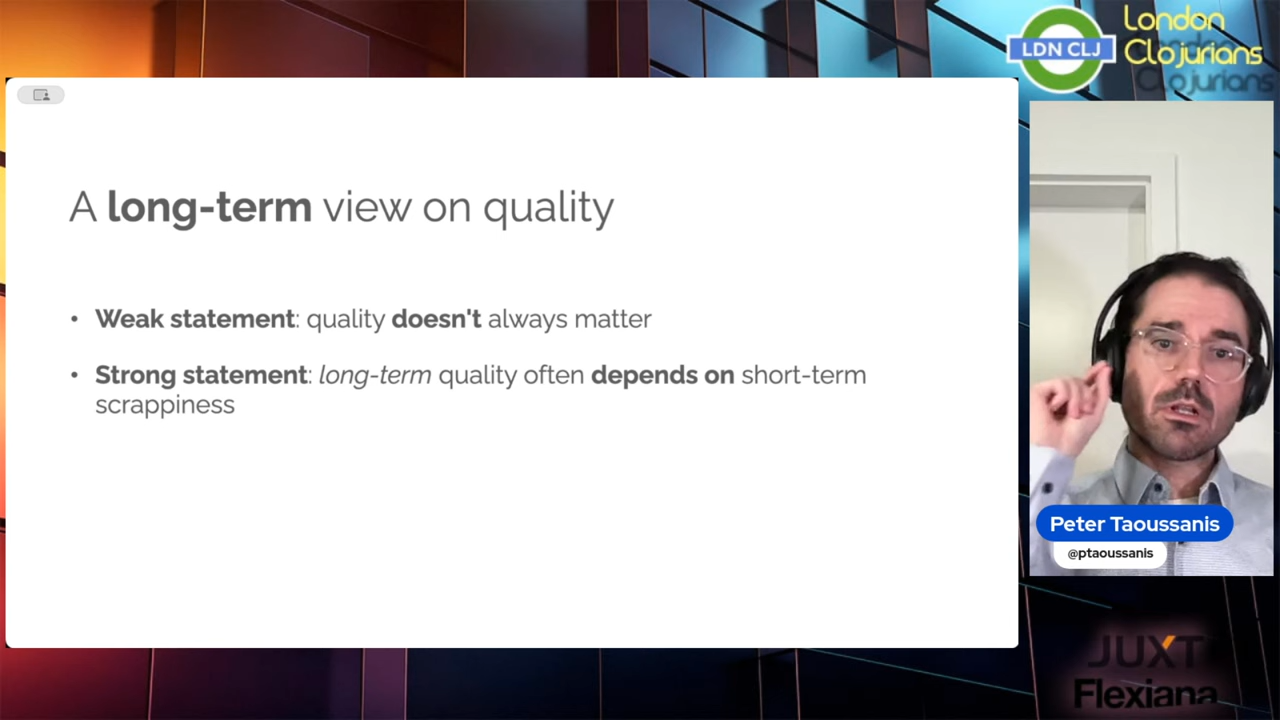 London
Clojurians
LDN CLJ
A long-term view on quality
• Weak statement: quality doesn't always matter
• Strong statement: long-term quality often depends on short-term
scrappiness
Peter Taoussanis
@ptaoussanis
JUXT
Flexiana